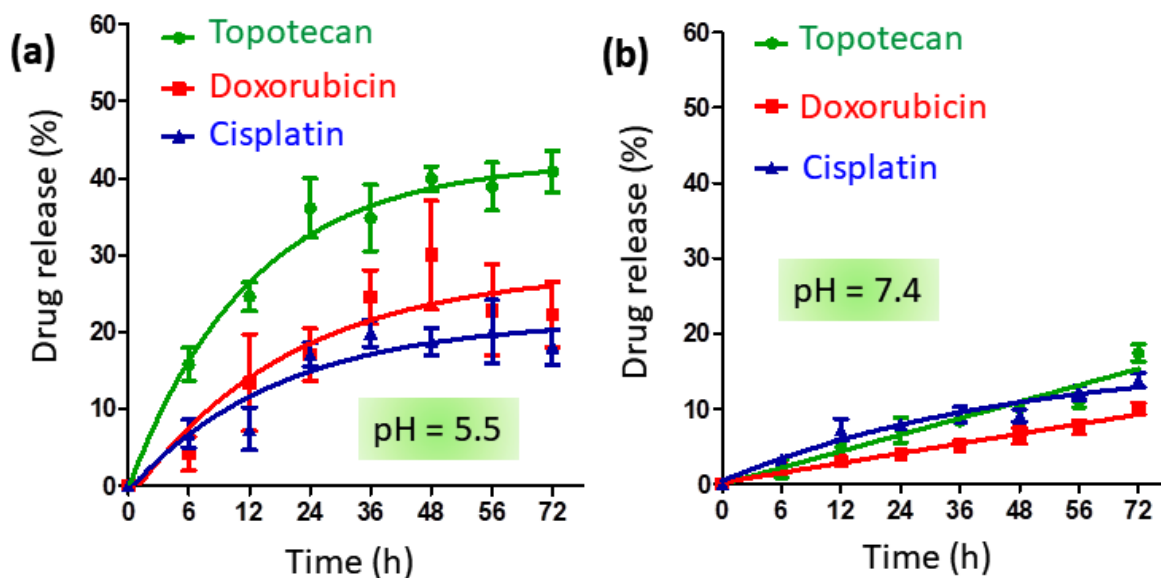 (a)
Topotecan
Doxorubicin
Cisplatin
Drug release (%)
60
50
40
30
20
10
0
pH = 5.5
0 6 12 24 36 48 56 72
Time (h)
(b)
Topotecan
Doxorubicin
Cisplatin
Drug release (%)
60
50
40
30
20
10
0
pH = 7.4
0 6 12 24 36 48 56 72
Time (h)